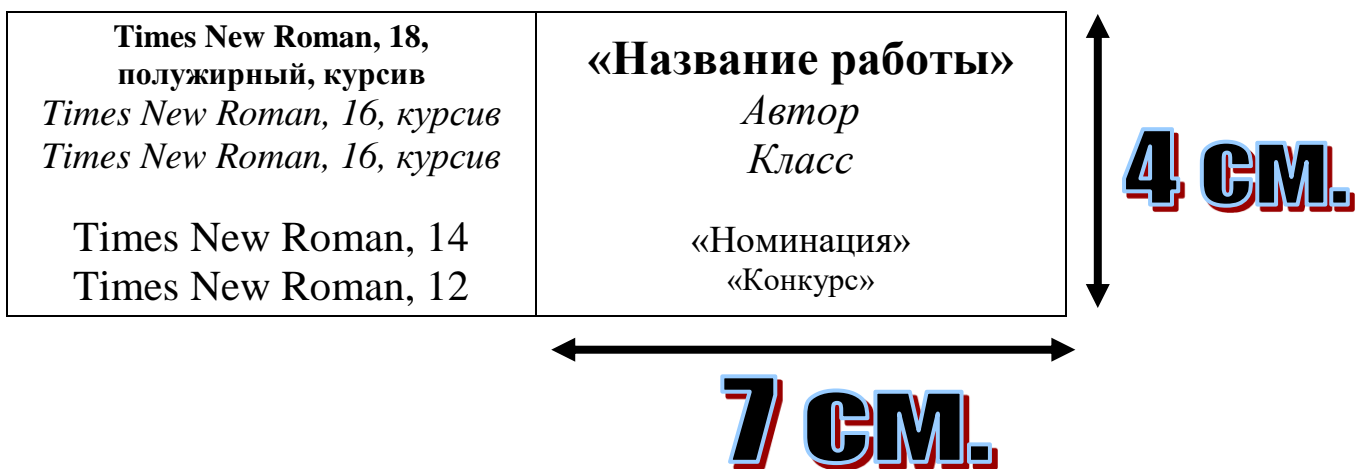 Times New Roman, 18,
полужирный, курсив
Times New Roman, 16, курсив
Times New Roman, 16, курсив
Times New Roman, 14
Times New Roman, 12
«Название работы»
Автор
Класс
«Номинация»
«Конкурс»
4 см.
7 см.